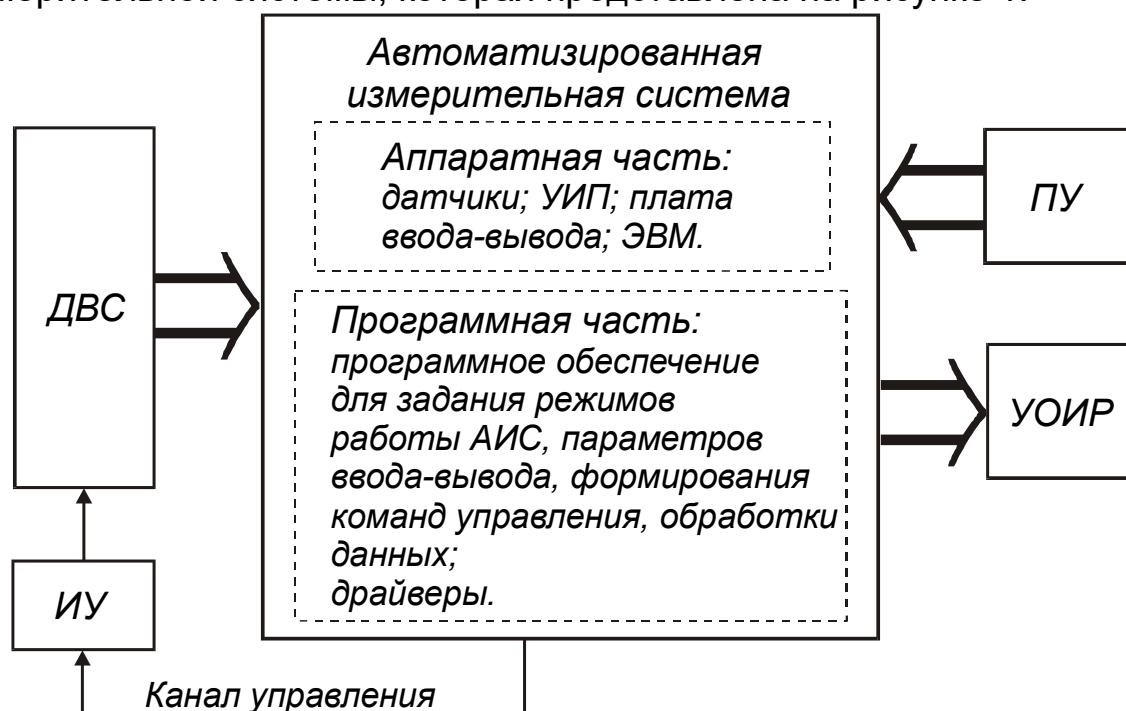 мерительной системы, которая представлена на рисунке 1.
Автоматизированная
измерительная система
Аппаратная часть:
датчики; УИП; плата
ввода-вывода; ЭВМ.
ДВС
ПУ
Программная часть:
программное обеспечение
для задания режимов
работы АИС, параметров
ввода-вывода, формирования
команд управления, обработки
данных;
драйверы.
УОИР
ИУ
Канал управления